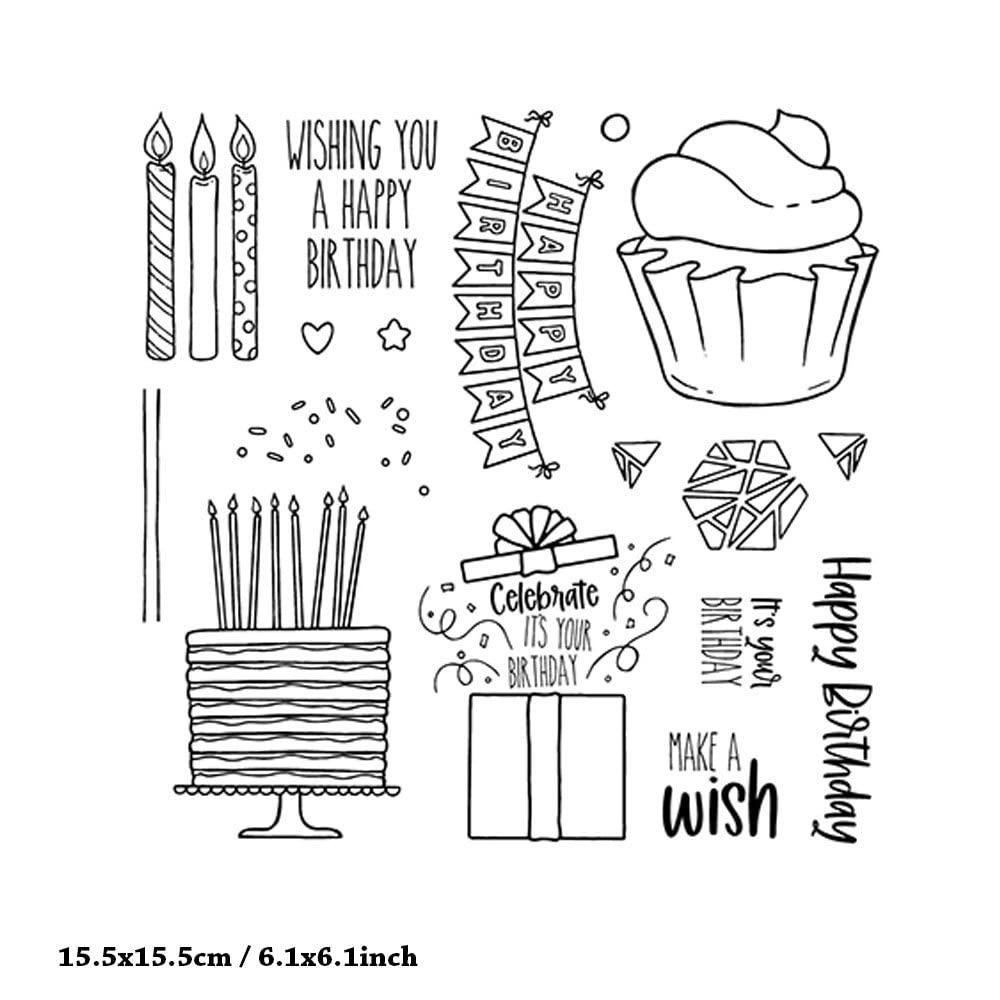 WISHING YOU
A HAPPY
BIRTHDAY
BIRTHDAY
HAPPY
Celebrate
IT'S YOUR
BIRTHDAY
It's your
BIRTHDAY
Happy Birthday
MAKE A
wish
15.5x15.5cm / 6.1x6.1inch